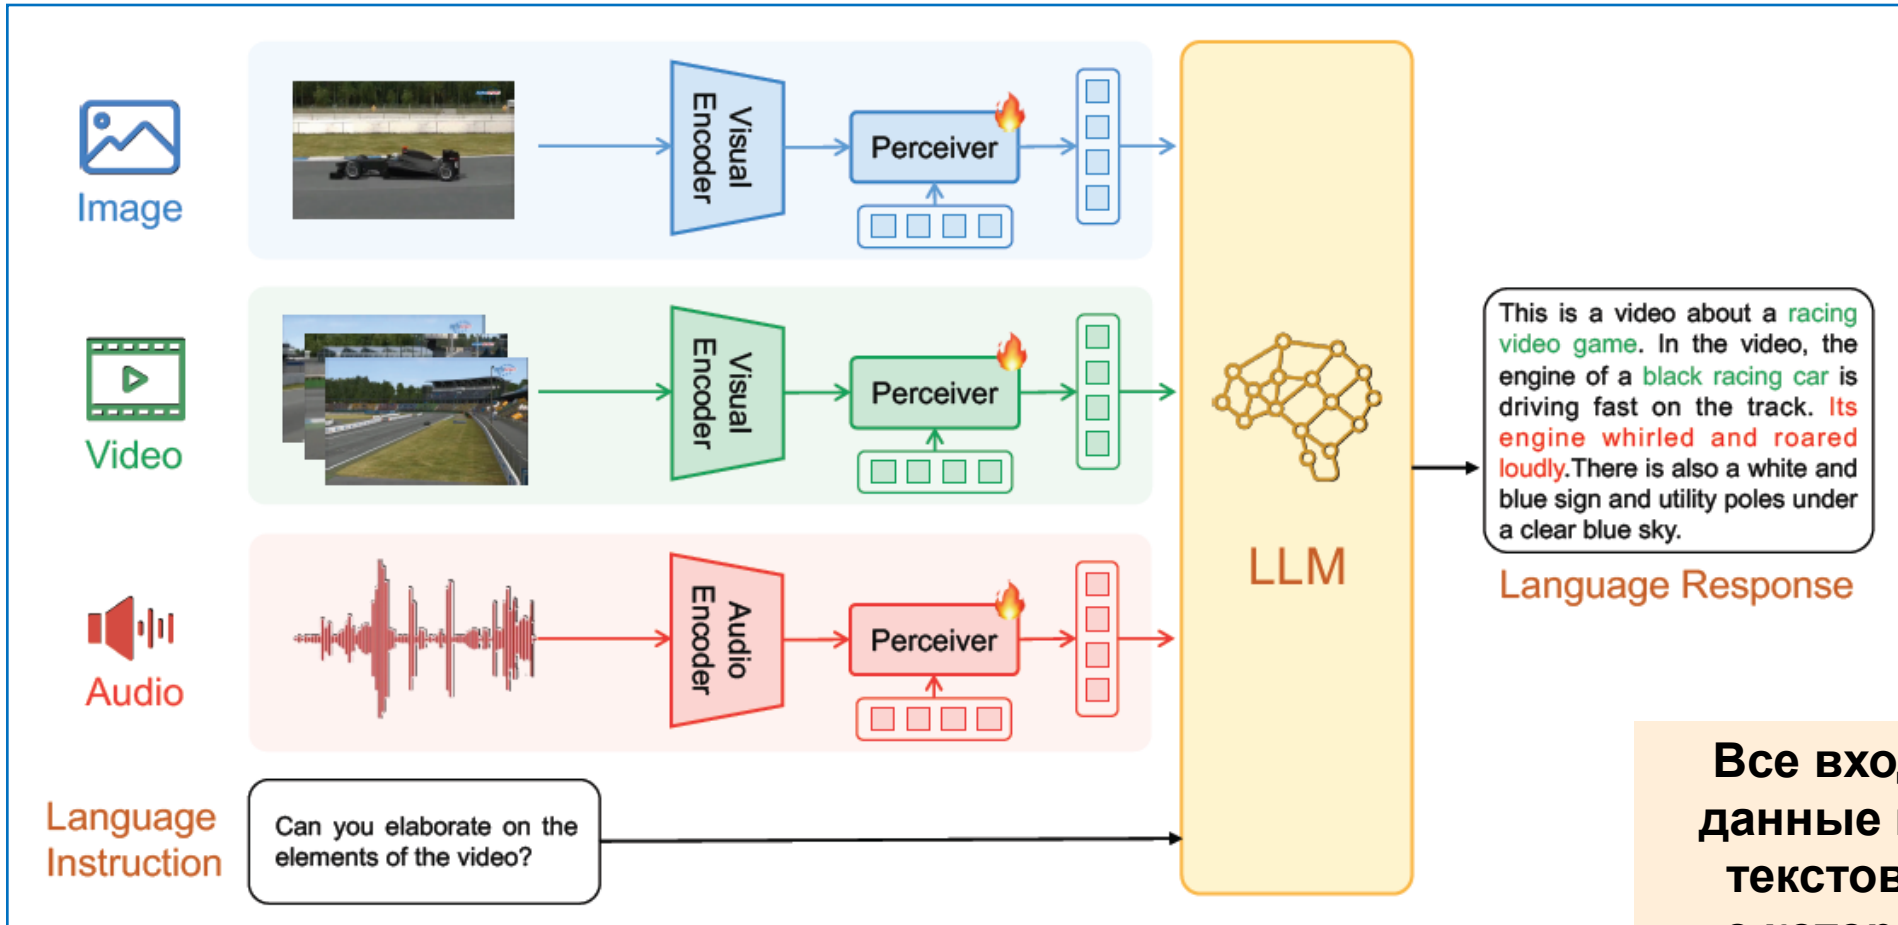 Image
Visual
Encoder
Perceiver
Video
Visual
Encoder
Perceiver
Audio
Audio
Encoder
Perceiver
Language
Instruction
Can you elaborate on the
elements of the video?
LLM
This is a video about a racing
video game. In the video, the
engine of a black racing car is
driving fast on the track. Its
engine whirled and roared
loudly.There is also a white and
blue sign and utility poles under
a clear blue sky.
Language Response
Все
данные